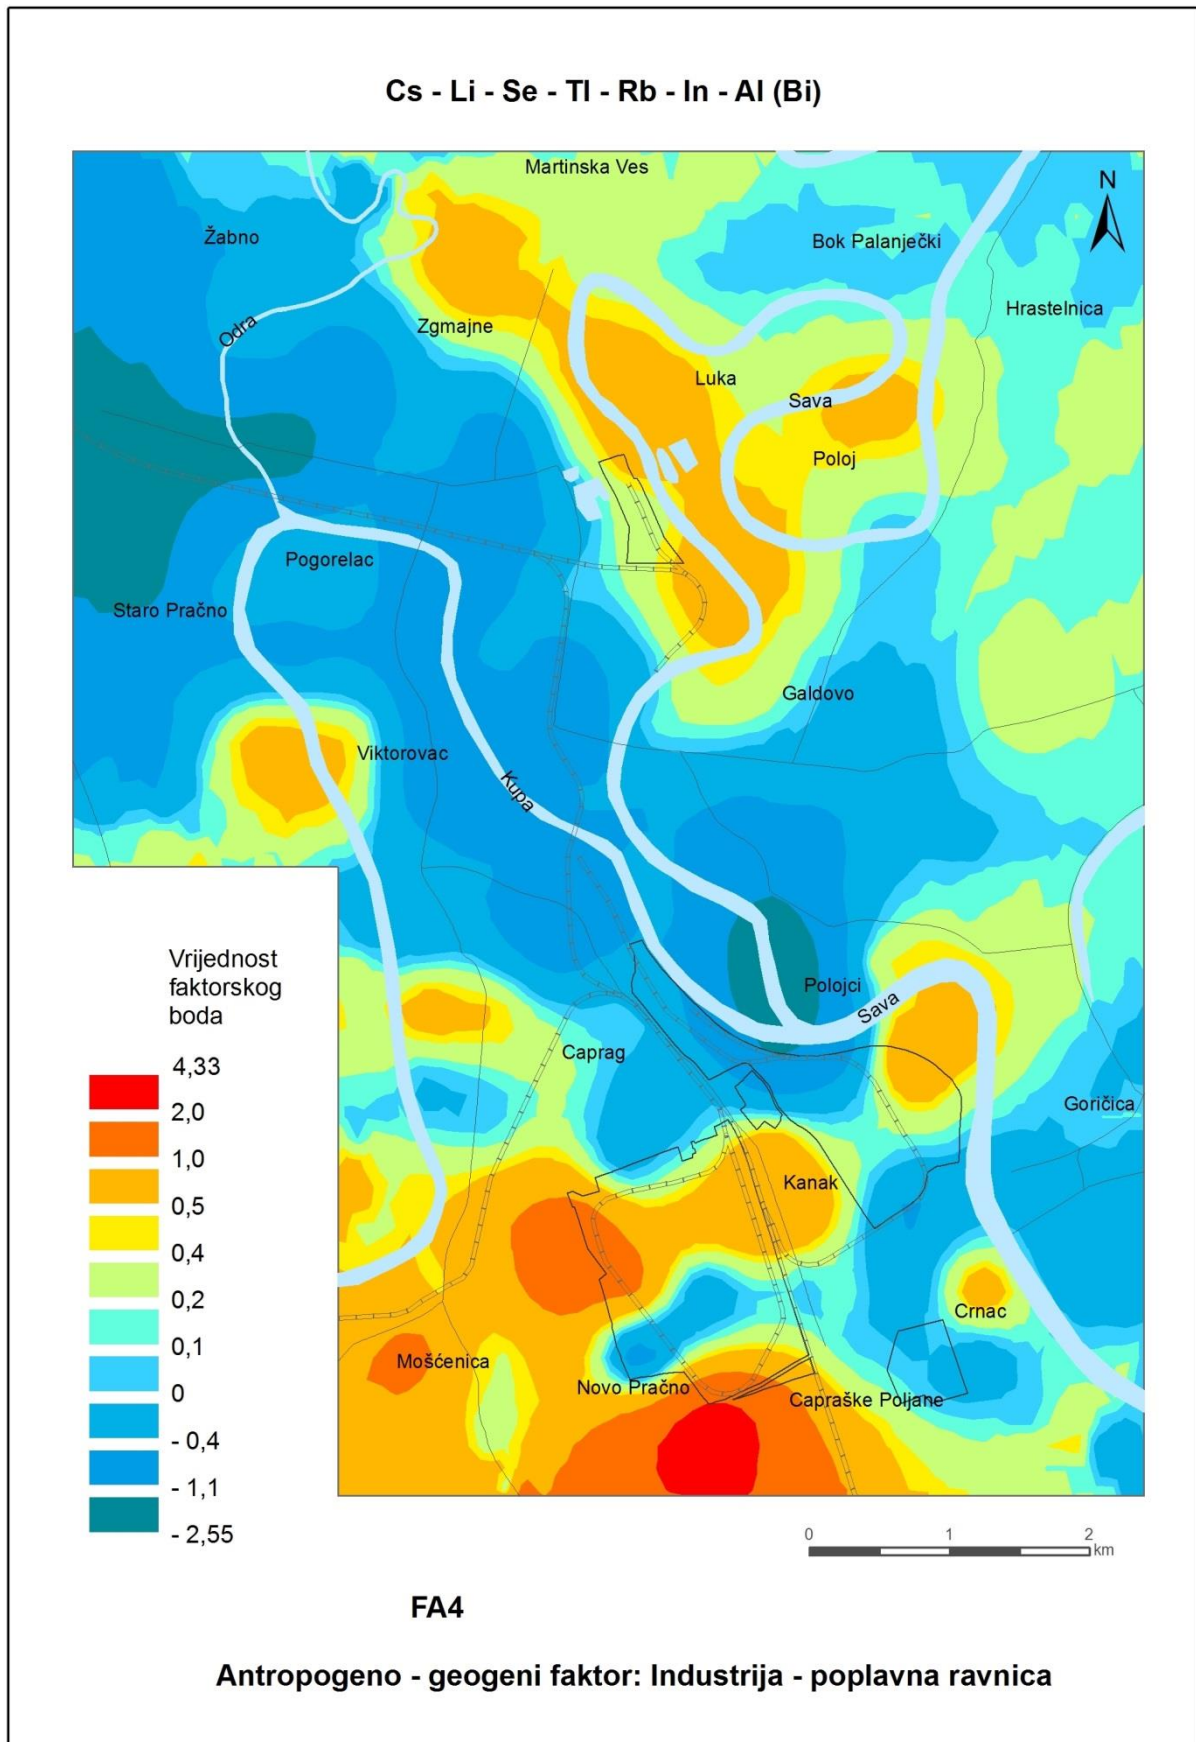 Cs - Li - Se - Tl - Rb - In - Al (Bi)
Martinska Ves
N
Žabno
Bok Palanječki
Hrastelnica
Odra
Zgmajne
Luka
Sava
Poloj
Pogorelac
Staro Pračno
Galdovo
Viktorovac
Kupa
Vrijednost
faktorskog
boda
Polojci
Sava
4,33
Caprag
2,0
Goričica
1,0
Kanak
0,5
0,4
0,2
Crnac
0,1
Mošćenica
Novo Pračno
Capraške Poljane
0
- 0,4
- 1,1
- 2,55
0 1 2
km
FA4
Antropogeno - geogeni faktor: Industrija - poplavna ravnica